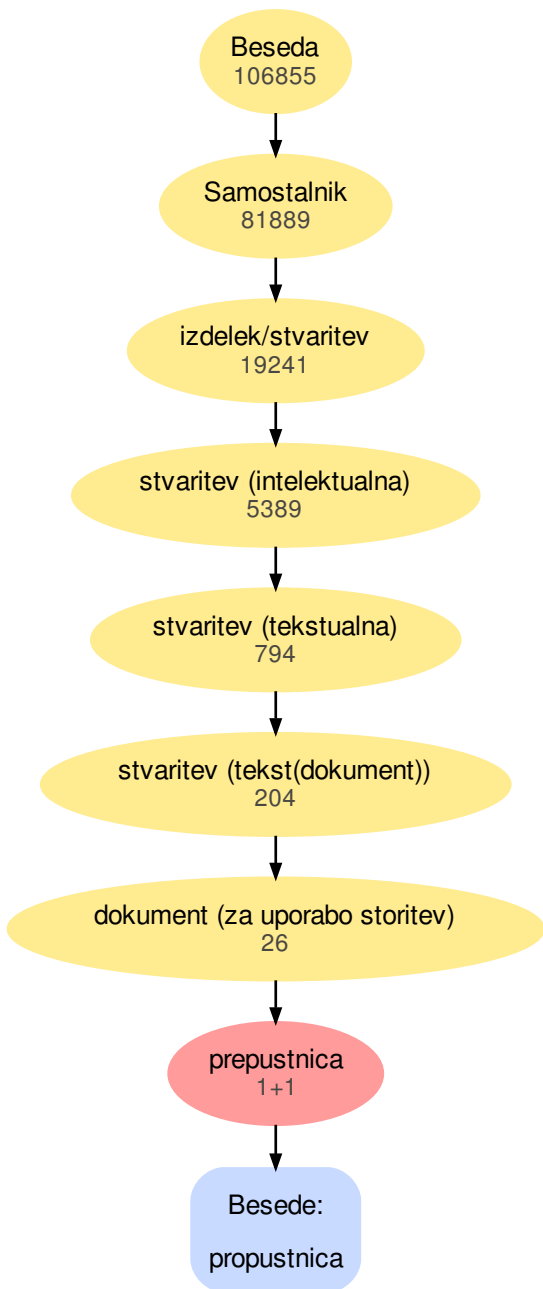 Beseda
106855
Samostalnik
81889
izdelek/stvaritev
19241
stvaritev (intelektualna)
5389
stvaritev (tekstualna)
794
stvaritev (tekst(dokument))
204
dokument (za uporabo storitev)
26
prepustnica
1+1
Besede:
propustnica